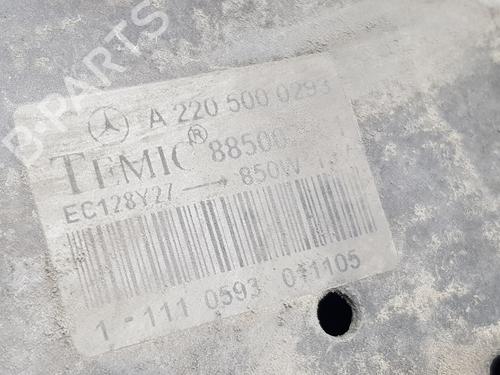 B-PARTS
A 220 500 0293
TEMIC® 88500
EC128Y27 → 850W
1 - 111 0593 011105